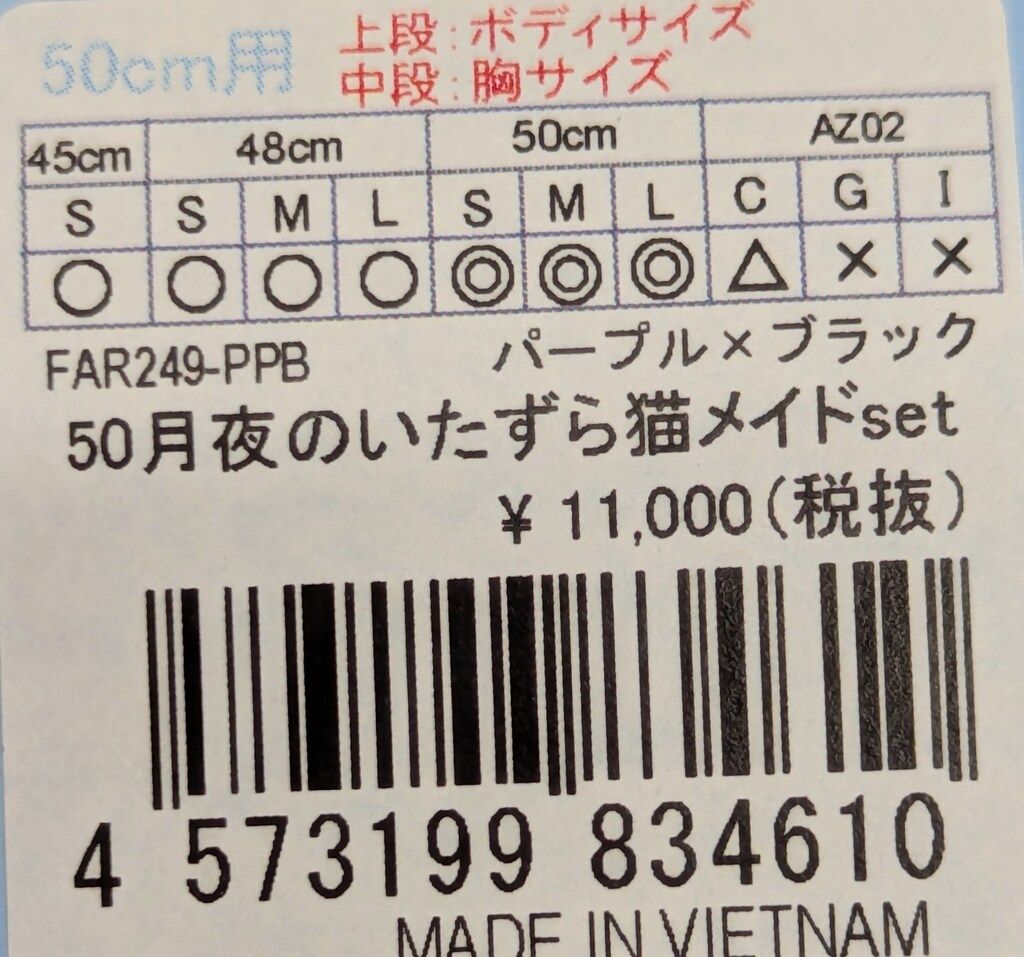 50cm用
上段:ボディサイズ
中段:胸サイズ
45cm 48cm 50cm AZ02
S S M L S M L C G I
○ ○ ○ ○ ◎ ◎ ◎ △ × ×
FAR249-PPB パープル×ブラック
50月夜のいたずら猫メイドset
¥ 11,000(税抜)
4 573199 834610
MADE IN VIETNAM